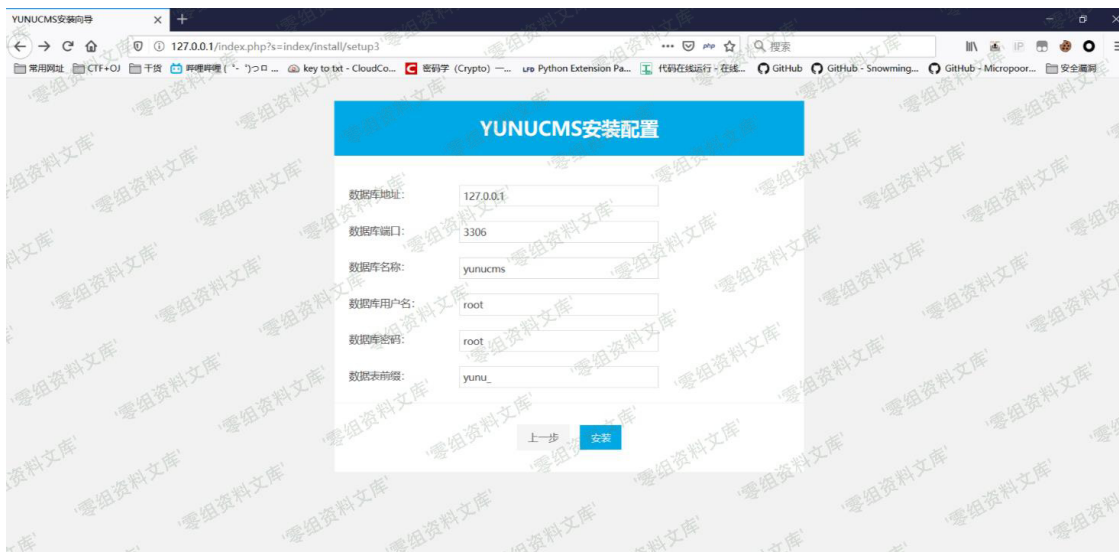 YUNUCMS安装向导
127.0.0.1/index.php?s=index/install/setup3
搜索
常用网址 CTF+OJ 干货 哔哩哔哩 ( ゜- ゜)つロ ... key to txt - CloudCo... 密码学 (Crypto) —... Python Extension Pa... 代码在线运行 - 在线... GitHub GitHub - Snowming... GitHub - Micropoor... 安全漏洞
YUNUCMS安装配置
数据库地址: 127.0.0.1
数据库端口: 3306
数据库名称: yunucms
数据库用户名: root
数据库密码: root
数据表前缀: yunu_
上一步 安装
零组资料文库